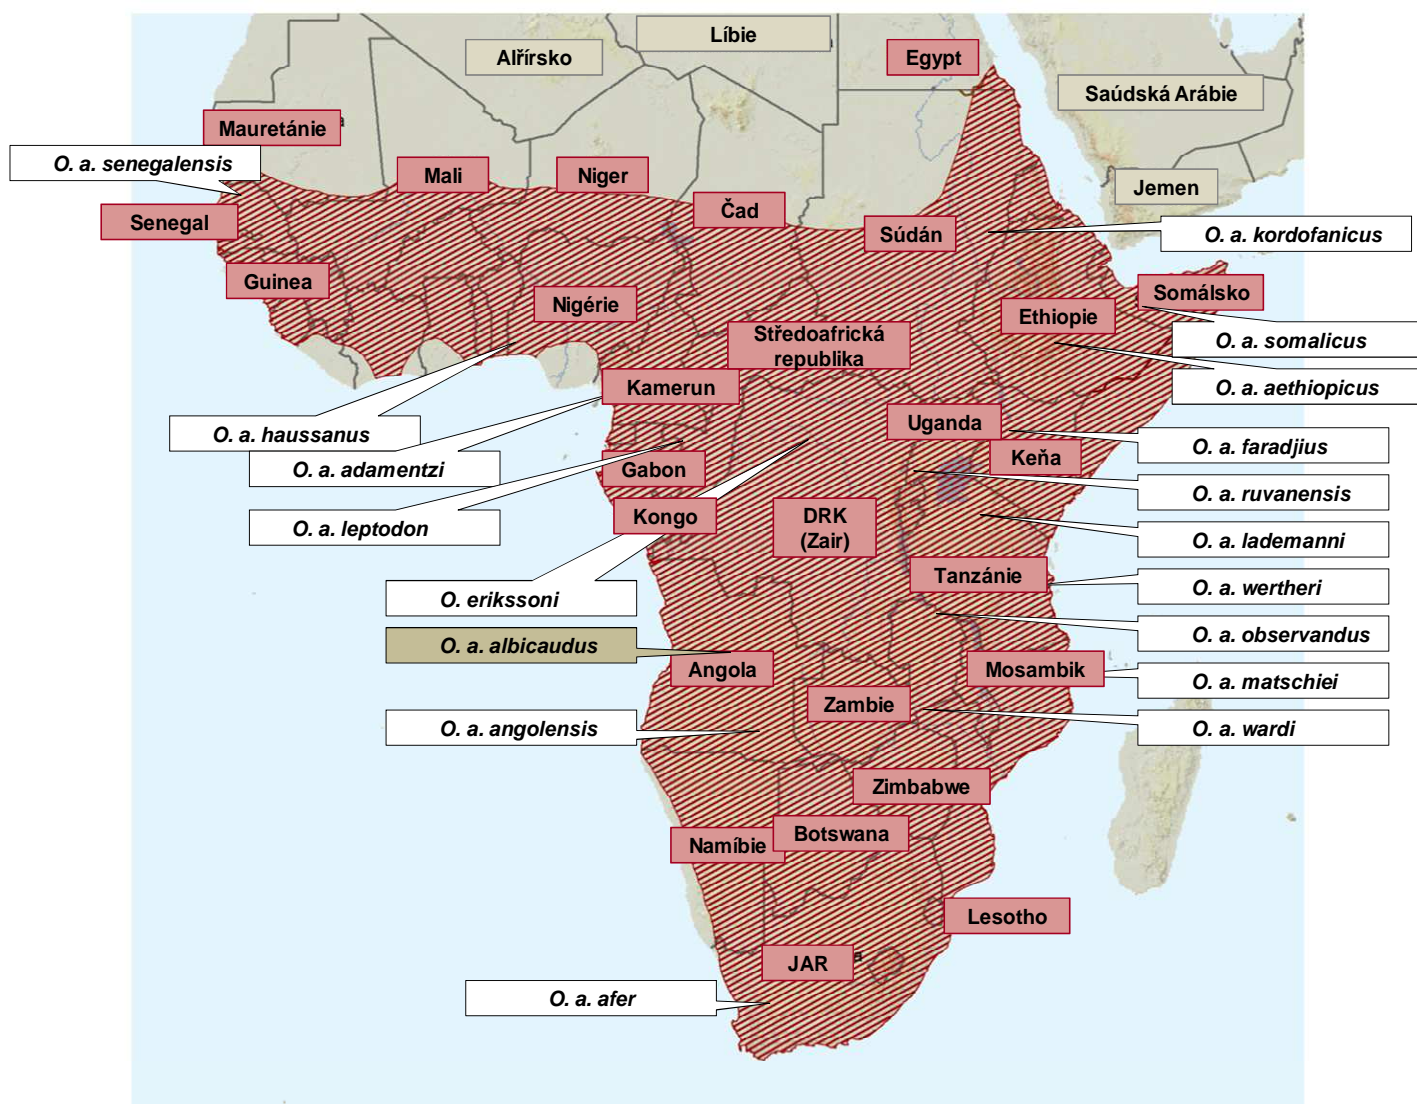 Líbie
Alřírsko
Egypt
Saúdská Arábie
Mauretánie
O. a. senegalensis
Mali
Niger
Jemen
Čad
Senegal
Súdán
O. a. kordofanicus
Guinea
Nigérie
Somálsko
Ethiopie
Středoafrická
republika
O. a. somalicus
Kamerun
O. a. aethiopicus
Uganda
O. a. haussanus
O. a. faradjius
Keňa
O. a. adamentzi
Gabon
O. a. ruvanensis
Kongo
DRK
(Zair)
O. a. leptodon
O. a. lademanni
Tanzánie
O. a. wertheri
O. erikssoni
O. a. observandus
O. a. albicaudus
Angola
Mosambik
O. a. matschiei
Zambie
O. a. angolensis
O. a. wardi
Zimbabwe
Botswana
Namíbie
Lesotho
JAR
O. a. afer